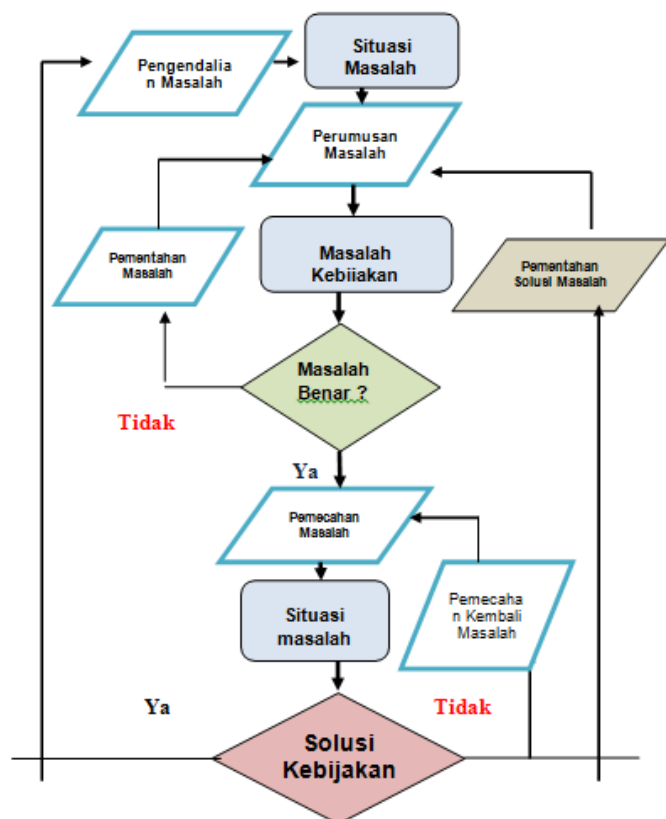 Situasi
Masalah
Pengendalia
n Masalah
Perumusan
Masalah
Masalah
Kebijakan
Pementahan
Masalah
Pementahan
Solusi Masalah
Masalah
Benar ?
Tidak
Ya
Pemecahan
Masalah
Situasi
masalah
Pemecaha
n Kembali
Masalah
Ya
Tidak
Solusi
Kebijakan